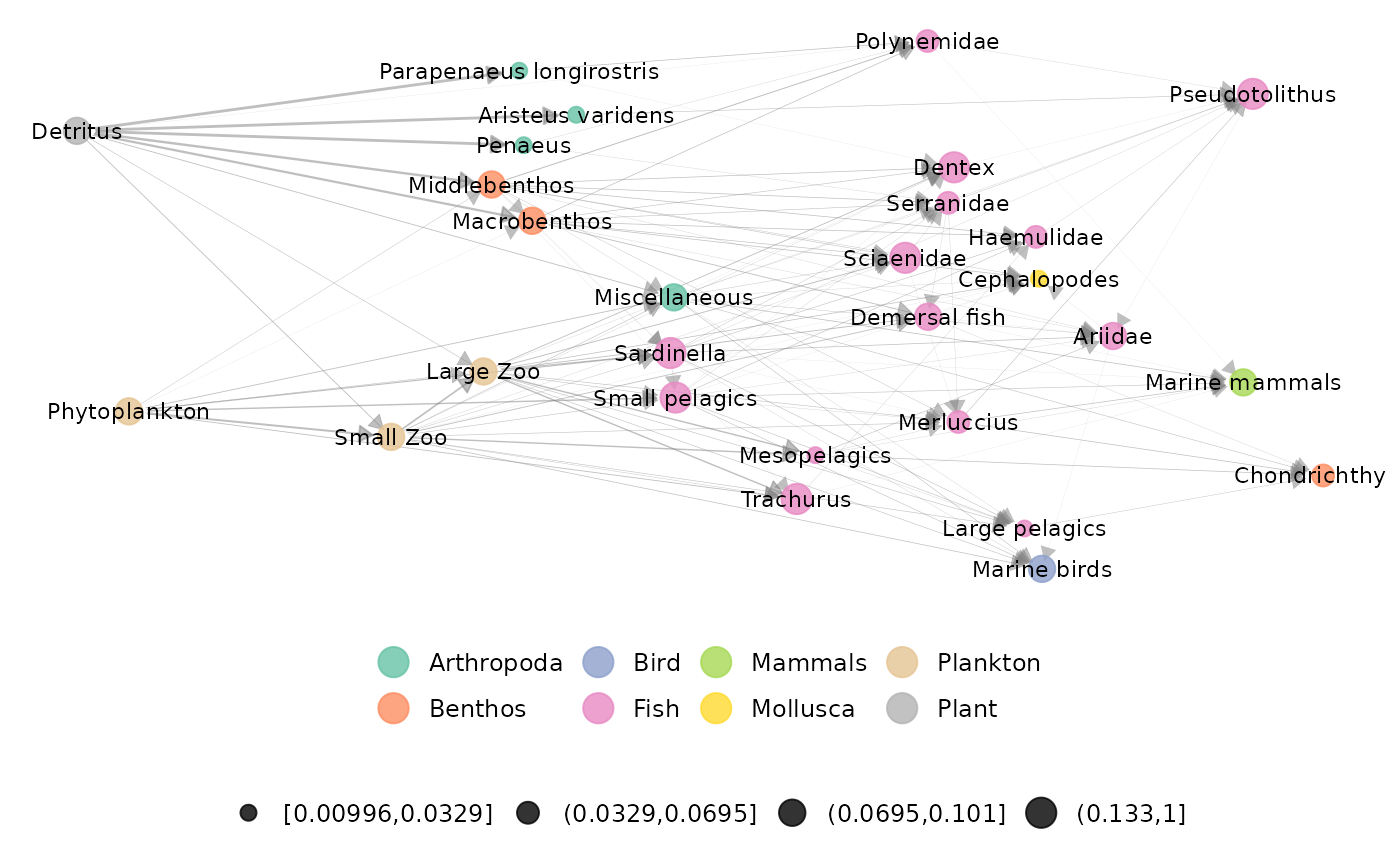 Polynemidae
Parapenaeus longirostris
Pseudotolithus
Aristeus varidens
Detritus
Penaeus
Dentex
Middlebenthos
Serranidae
Macrobenthos
Haemulidae
Sciaenidae
Cephalopodes
Miscellaneous
Demersal fish
Ariidae
Sardinella
Large Zoo
Marine mammals
Small pelagics
Phytoplankton
Merluccius
Small Zoo
Mesopelagics
Chondrichthy
Trachurus
Large pelagics
Marine birds
Arthropoda Bird Mammals Plankton
Benthos Fish Mollusca Plant
[0.00996,0.0329] (0.0329,0.0695] (0.0695,0.101] (0.133,1]